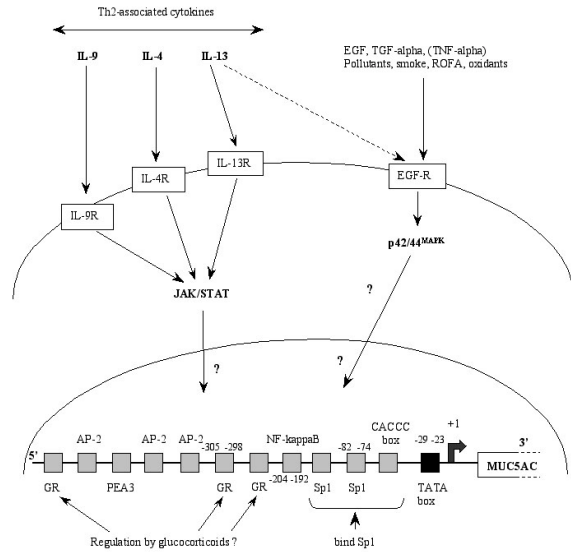 Th2-associated cytokines
IL-9 IL-4 IL-13
EGF, TGF-alpha, (TNF-alpha)
Pollutants, smoke, ROFA, oxidants
IL-13R
IL-4R
EGF-R
IL-9R
p42/44MAPK
JAK/STAT
?
?
?
CACCC
box
+1
AP-2 AP-2 AP-2 -305 -298 NF-kappaB -82 -74 -29 -23
5' 3'
MUC5AC
GR PEA3 GR GR -204 -192 Sp1 Sp1 TATA
box
Regulation by glucocorticoids ? bind Sp1